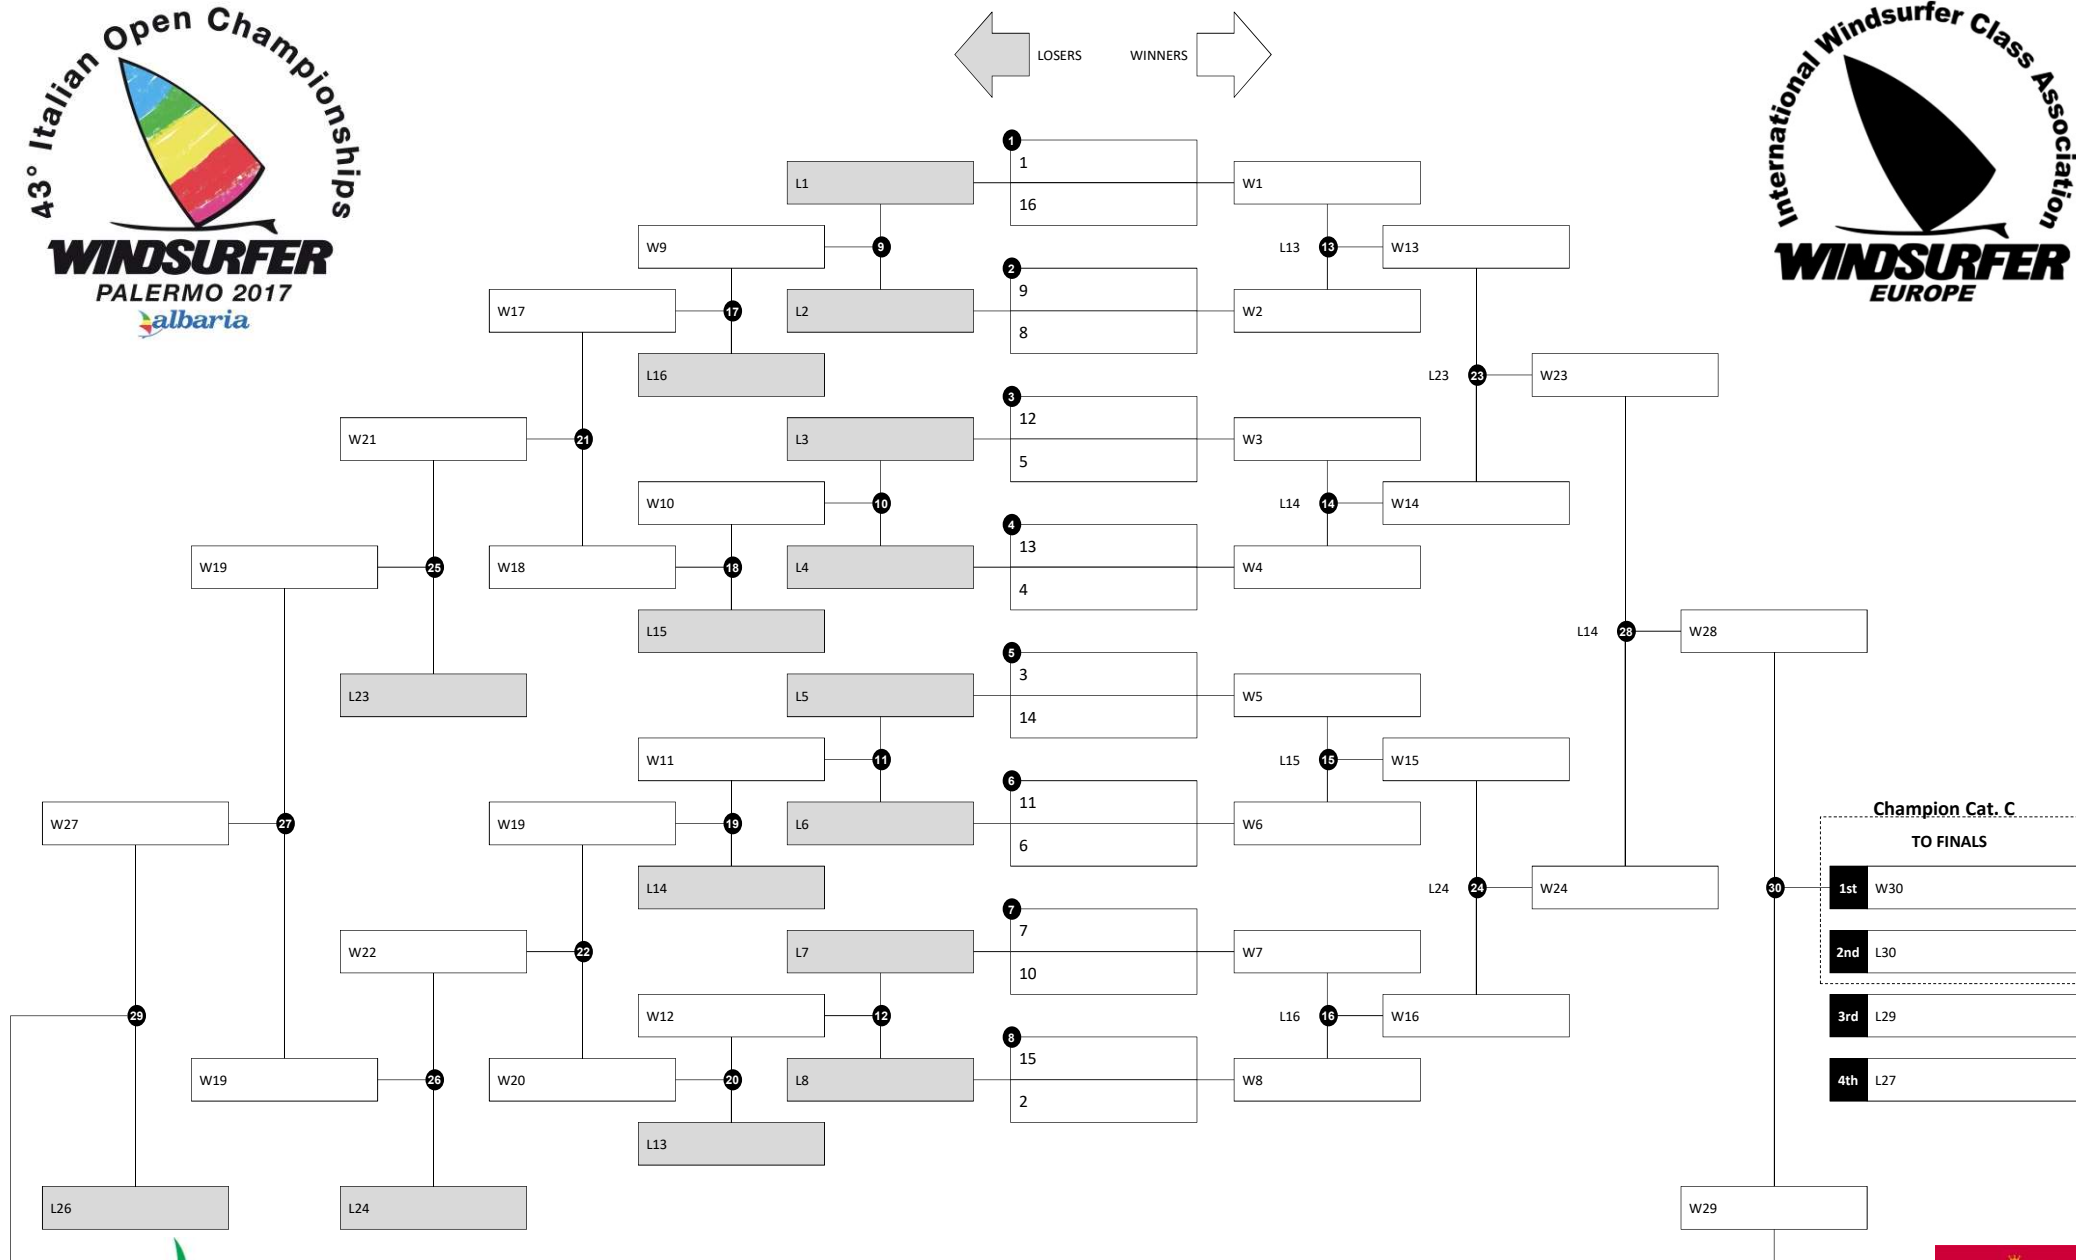 43° Italian Open Championships
WINDSURFER
PALERMO 2017
albaria
LOSERS WINNERS
International Windsurfer Class Association
WINDSURFER
EUROPE
1
1
L1 W1
16
W9 9 L13 13 W13
2
9
W17 17 L2 W2
8
L16 L23 23 W23
3
12
W21 21 L3 W3
5
W10 10 L14 14 W14
4
13
W19 25 W18 18 L4 W4
4
L15 L14 28 W28
5
3
L23 L5 W5
14
W11 11 L15 15 W15
6
11
Champion Cat. C
W27 27 W19 19 L6 W6
TO FINALS
6
L14 L24 24 W24 30 1st W30
7
7
W22 22 L7 W7 2nd L30
10
29 W12 12 L16 16 W16 3rd L29
8
15
W19 26 W20 20 L8 W8 4th L27
2
L13
L26 L24 W29